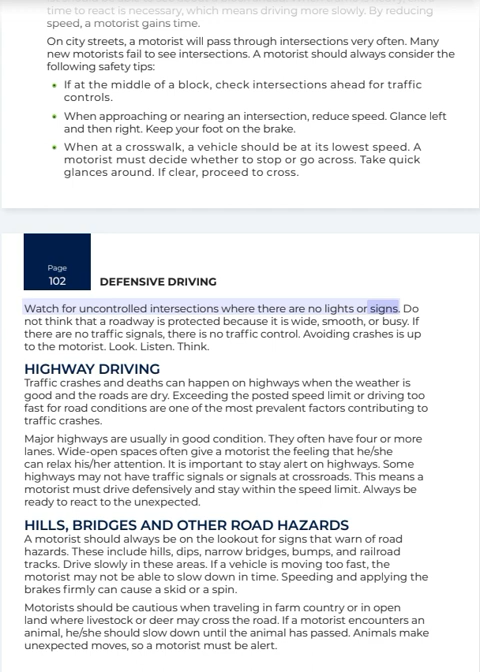 time to react is necessary, which means driving more slowly. By reducing
speed, a motorist gains time.
On city streets, a motorist will pass through intersections very often. Many
new motorists fail to see intersections. A motorist should always consider the
following safety tips:
• If at the middle of a block, check intersections ahead for traffic
controls.
• When approaching or nearing an intersection, reduce speed. Glance left
and then right. Keep your foot on the brake.
• When at a crosswalk, a vehicle should be at its lowest speed. A
motorist must decide whether to stop or go across. Take quick
glances around. If clear, proceed to cross.
Page
102 DEFENSIVE DRIVING
Watch for uncontrolled intersections where there are no lights or signs. Do
not think that a roadway is protected because it is wide, smooth, or busy. If
there are no traffic signals, there is no traffic control. Avoiding crashes is up
to the motorist. Look. Listen. Think.
HIGHWAY DRIVING
Traffic crashes and deaths can happen on highways when the weather is
good and the roads are dry. Exceeding the posted speed limit or driving too
fast for road conditions are one of the most prevalent factors contributing to
traffic crashes.
Major highways are usually in good condition. They often have four or more
lanes. Wide-open spaces often give a motorist the feeling that he/she
can relax his/her attention. It is important to stay alert on highways. Some
highways may not have traffic signals or signals at crossroads. This means a
motorist must drive defensively and stay within the speed limit. Always be
ready to react to the unexpected.
HILLS, BRIDGES AND OTHER ROAD HAZARDS
A motorist should always be on the lookout for signs that warn of road
hazards. These include hills, dips, narrow bridges, bumps, and railroad
tracks. Drive slowly in these areas. If a vehicle is moving too fast, the
motorist may not be able to slow down in time. Speeding and applying the
brakes firmly can cause a skid or a spin.
Motorists should be cautious when traveling in farm country or in open
land where livestock or deer may cross the road. If a motorist encounters an
animal, he/she should slow down until the animal has passed. Animals make
unexpected moves, so a motorist must be alert.